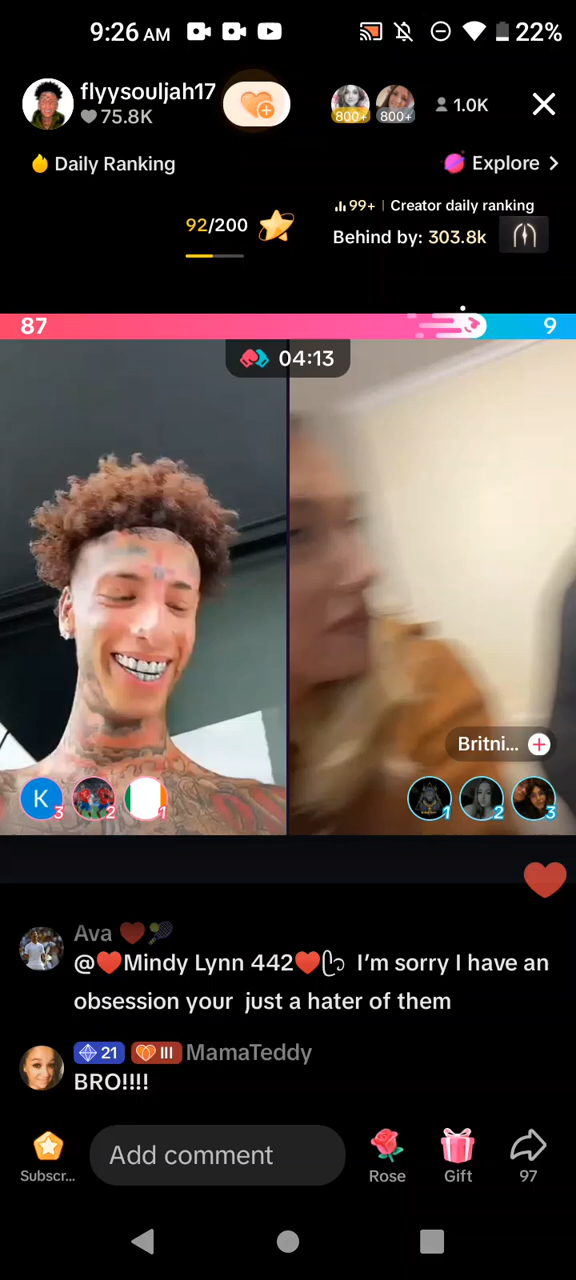 9:26 AM
22%
flyysouljah17
75.8K
800+
800+
1.0K
Daily Ranking
Explore >
92/200
99+ | Creator daily ranking
Behind by: 303.8k
87
9
04:13
Britni...
K
3
2
1
1
2
3
Ava ❤️🎾
@❤️Mindy Lynn 442❤️ I'm sorry I have an
obsession your just a hater of them
21
III
MamaTeddy
BRO!!!!
Subscr...
Add comment
Rose
Gift
97